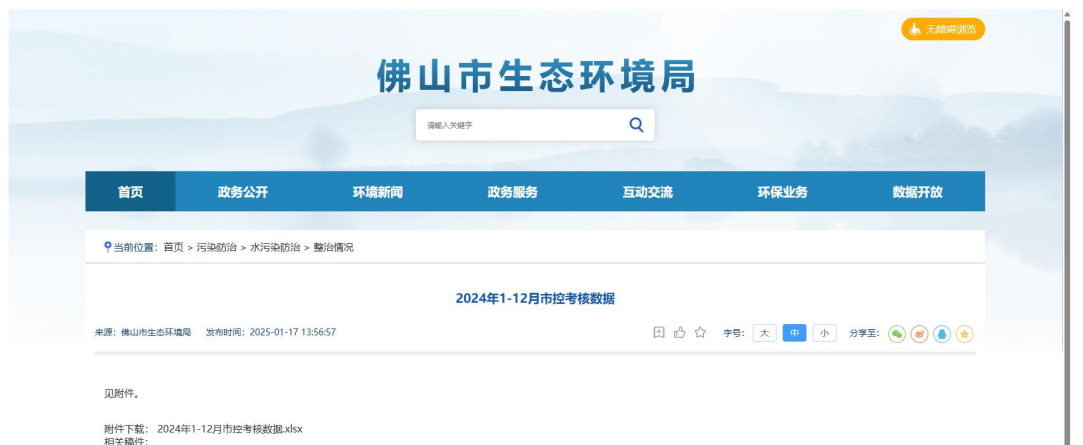 无障碍浏览
佛山市生态环境局
请输入关键字
首页 政务公开 环境新闻 政务服务 互动交流 环保业务 数据开放
当前位置：首页 > 污染防治 > 水污染防治 > 整治情况
2024年1-12月市控考核数据
来源：佛山市生态环境局 发布时间：2025-01-17 13:56:57 字号： 大 中 小 分享至：
见附件。
附件下载： 2024年1-12月市控考核数据.xlsx
相关稿件：